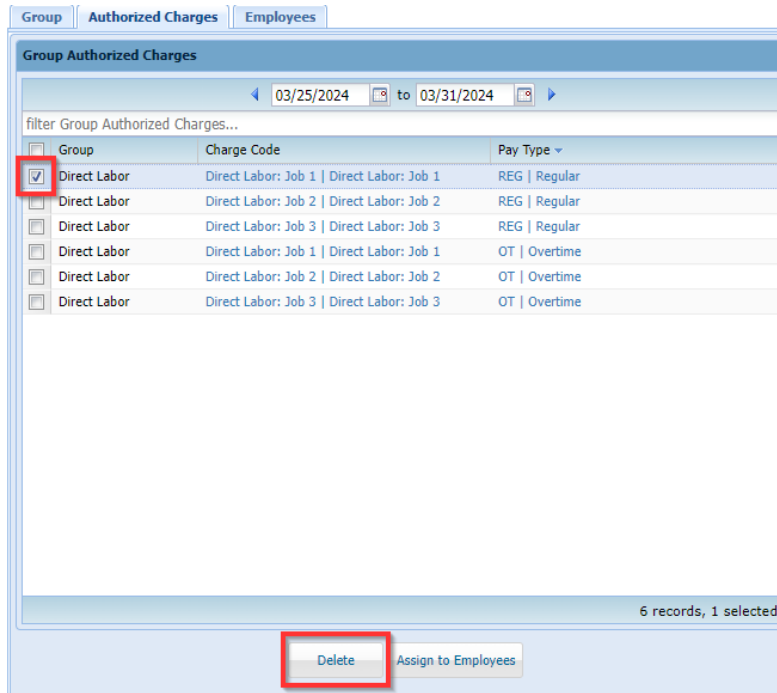 Group Authorized Charges Employees
Group Authorized Charges
03/25/2024 to 03/31/2024
filter Group Authorized Charges...
Group Charge Code Pay Type
Direct Labor Direct Labor: Job 1 | Direct Labor: Job 1 REG | Regular
Direct Labor Direct Labor: Job 2 | Direct Labor: Job 2 REG | Regular
Direct Labor Direct Labor: Job 3 | Direct Labor: Job 3 REG | Regular
Direct Labor Direct Labor: Job 1 | Direct Labor: Job 1 OT | Overtime
Direct Labor Direct Labor: Job 2 | Direct Labor: Job 2 OT | Overtime
Direct Labor Direct Labor: Job 3 | Direct Labor: Job 3 OT | Overtime
6 records, 1 selected
Delete Assign to Employees